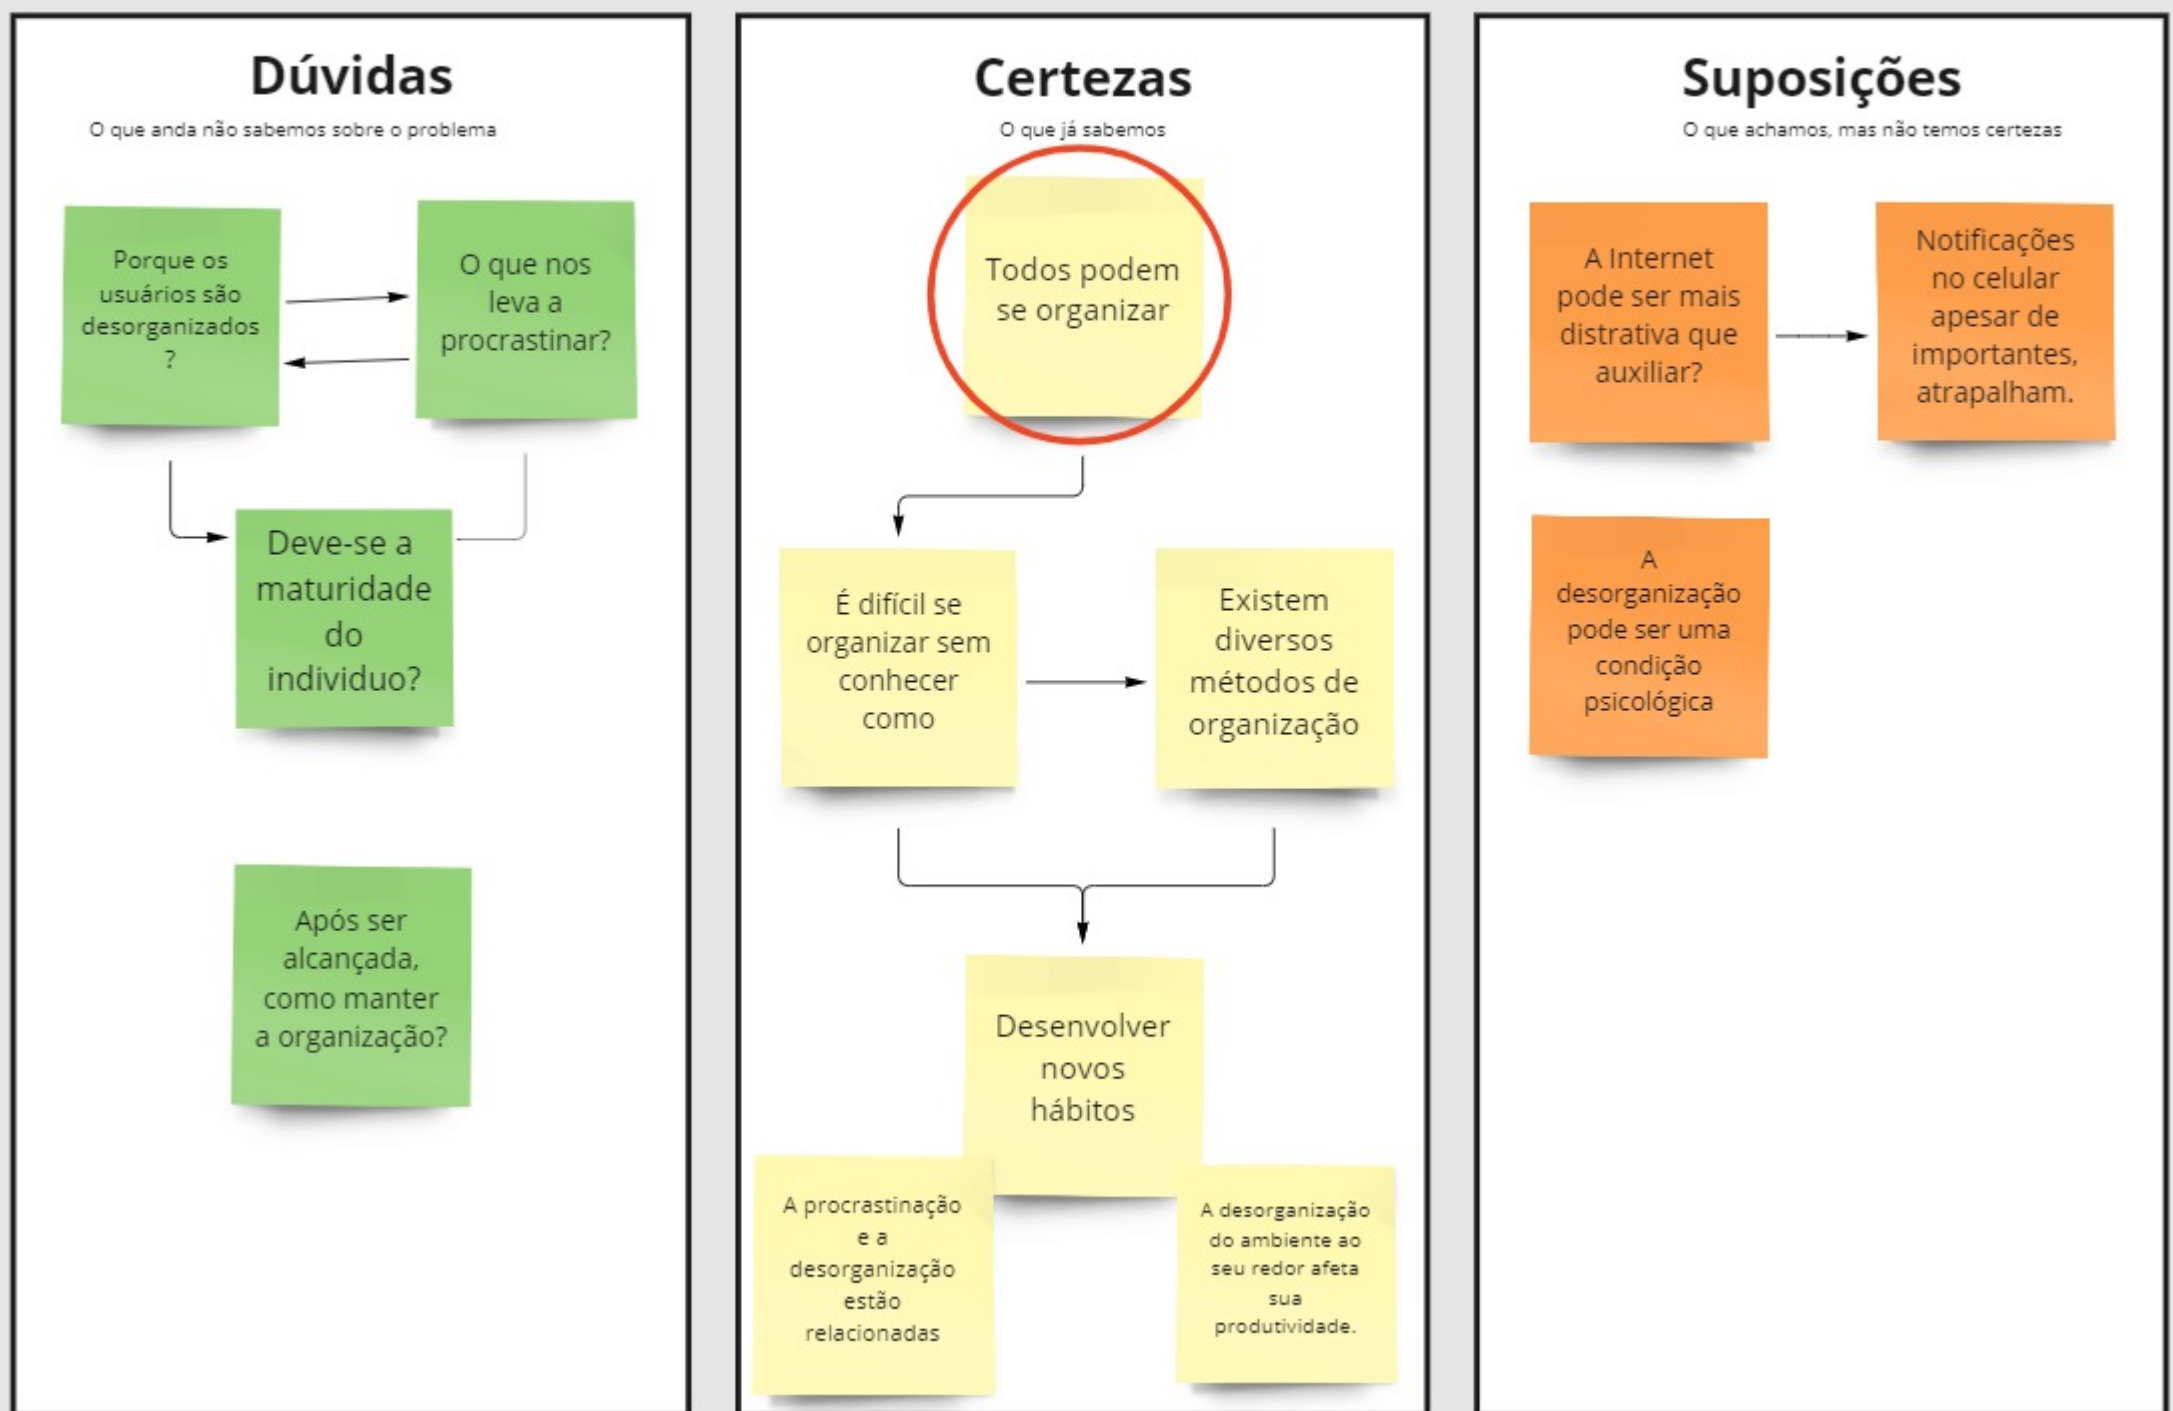 Dúvidas
O que anda não sabemos sobre o problema
Porque os
usuários são
desorganizados
?
O que nos
leva a
procrastinar?
Deve-se a
maturidade
do
individuo?
Após ser
alcançada,
como manter
a organização?
Certezas
O que já sabemos
Todos podem
se organizar
É difícil se
organizar sem
conhecer
como
Existem
diversos
métodos de
organização
Desenvolver
novos
hábitos
A procrastinação
e a
desorganização
estão
relacionadas
A desorganização
do ambiente ao
seu redor afeta
sua
produtividade.
Suposições
O que achamos, mas não temos certezas
A Internet
pode ser mais
distrativa que
auxiliar?
Notificações
no celular
apesar de
importantes,
atrapalham.
A
desorganização
pode ser uma
condição
psicológica